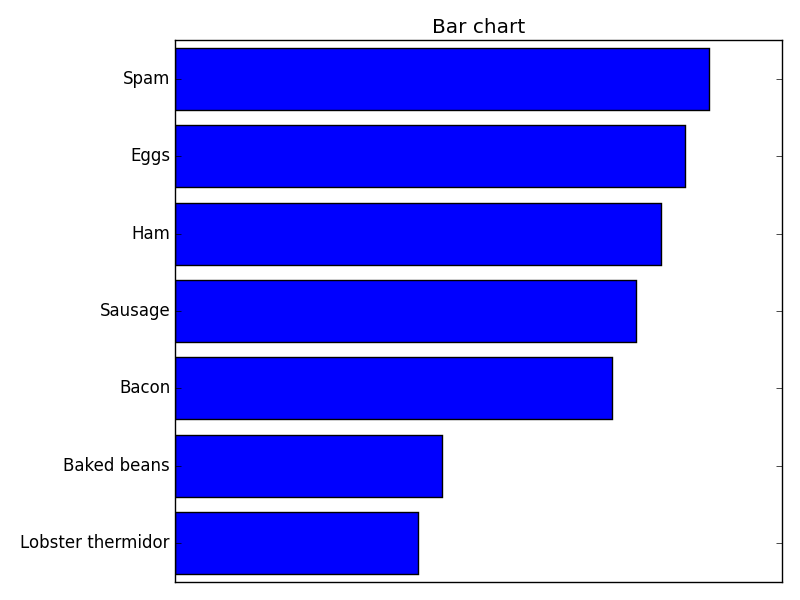 Bar chart
Spam
Eggs
Ham
Sausage
Bacon
Baked beans
Lobster thermidor